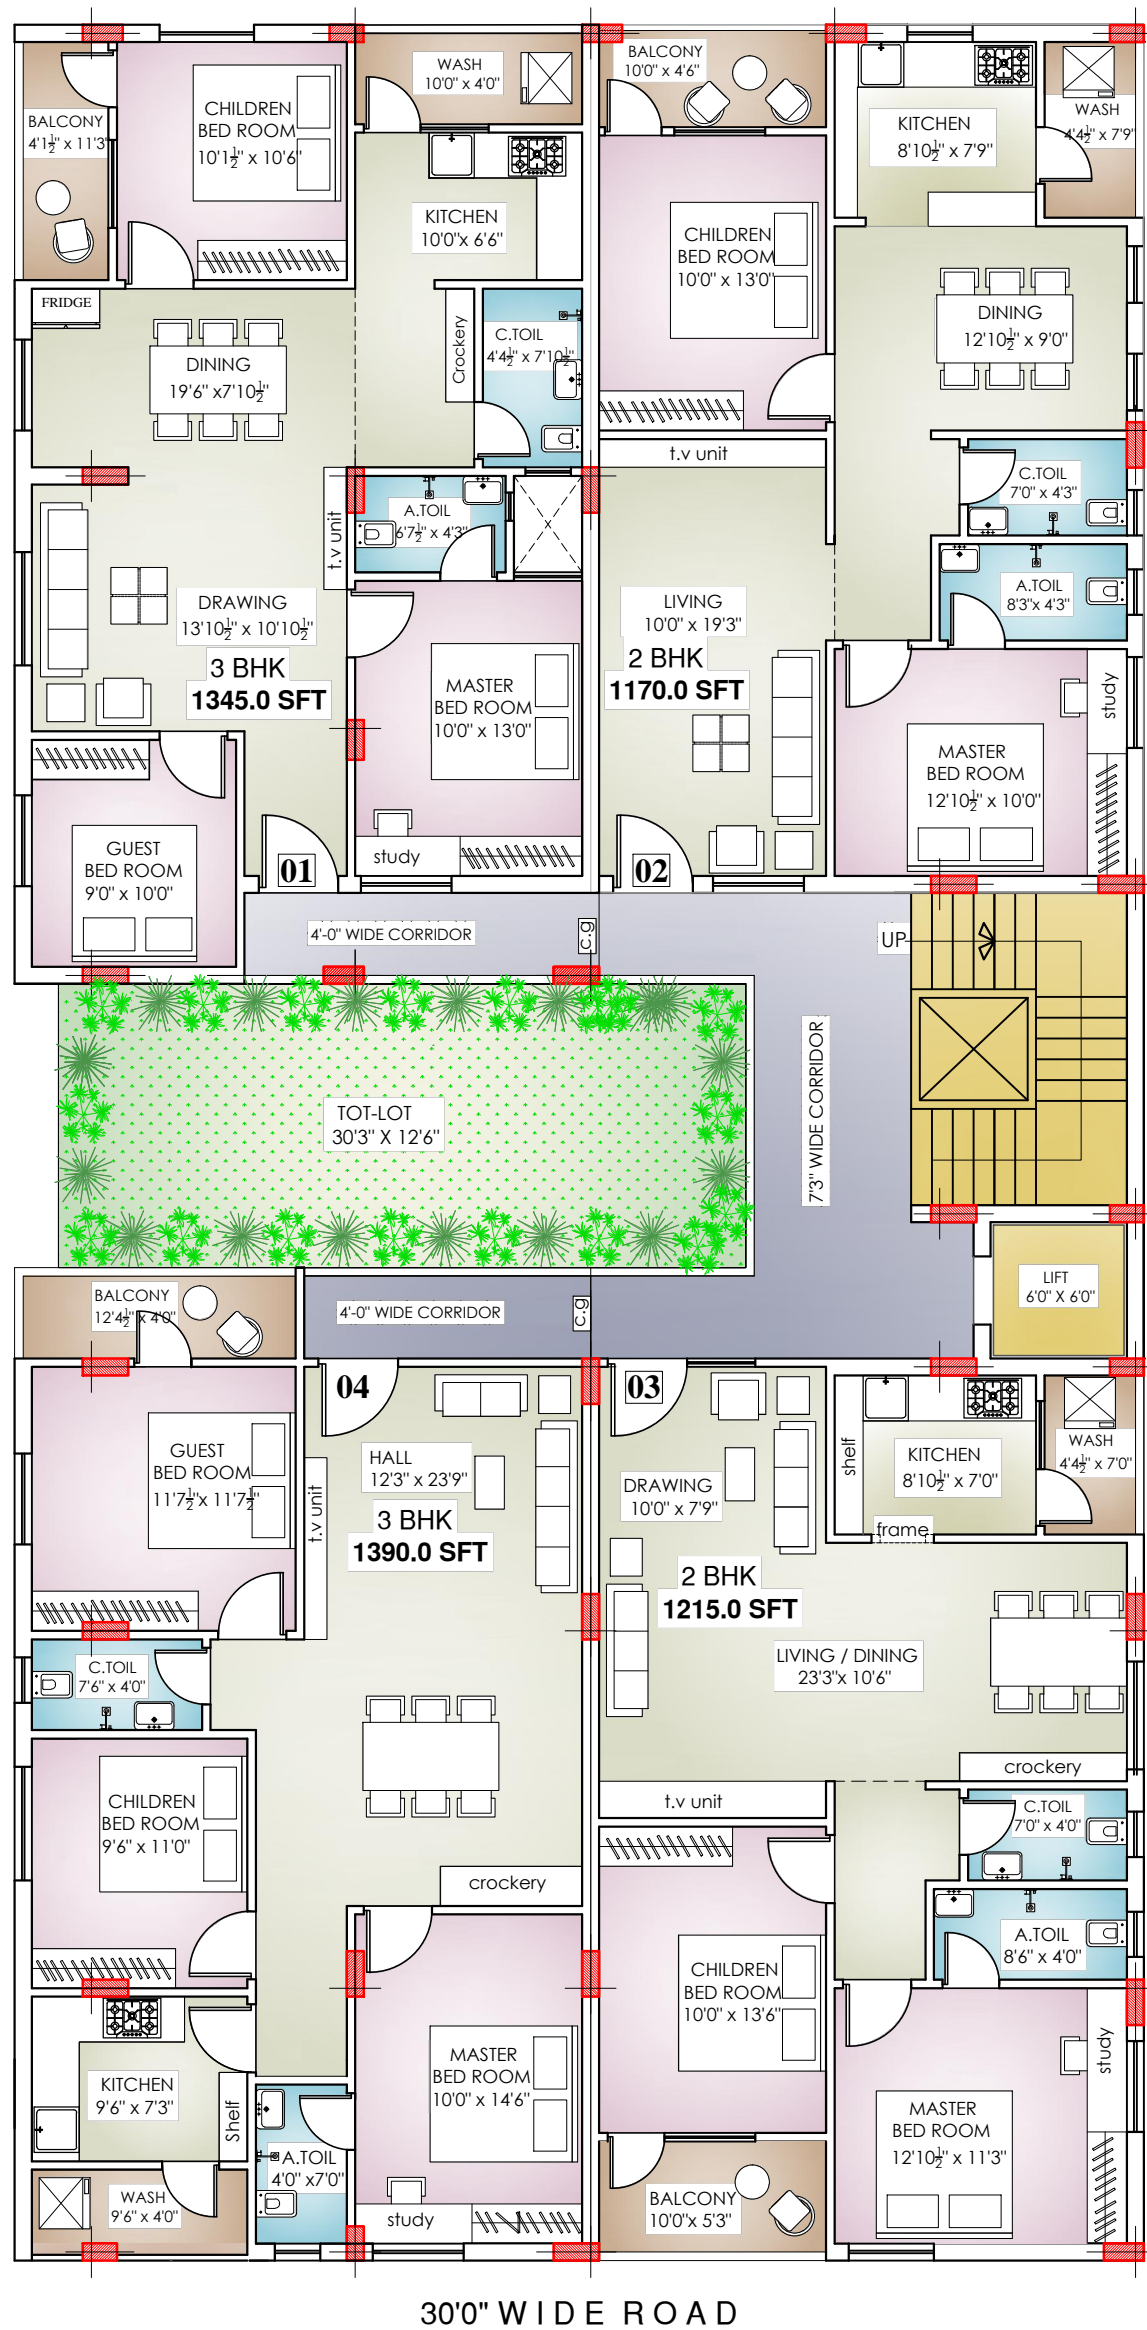 BALCONY
4'1½" x 11'3"
CHILDREN
BED ROOM
10'1½" x 10'6"
WASH
10'0" x 4'0"
KITCHEN
10'0"x 6'6"
FRIDGE
DINING
19'6" x7'10½"
Crockery
C.TOIL
4'4½" x 7'10½"
A.TOIL
6'7½" x 4'3"
t.v unit
DRAWING
13'10½" x 10'10½"
3 BHK
1345.0 SFT
MASTER
BED ROOM
10'0" x 13'0"
study
GUEST
BED ROOM
9'0" x 10'0"
01
BALCONY
10'0" x 4'6"
CHILDREN
BED ROOM
10'0" x 13'0"
KITCHEN
8'10½" x 7'9"
WASH
4'4½" x 7'9"
DINING
12'10½" x 9'0"
t.v unit
C.TOIL
7'0" x 4'3"
A.TOIL
8'3"x 4'3"
LIVING
10'0" x 19'3"
2 BHK
1170.0 SFT
MASTER
BED ROOM
12'10½" x 10'0"
study
02
4'-0" WIDE CORRIDOR
c.g
UP
7'3" WIDE CORRIDOR
TOT-LOT
30'3" X 12'6"
LIFT
6'0" X 6'0"
4'-0" WIDE CORRIDOR
c.g
BALCONY
12'4½" x 4'0"
04
GUEST
BED ROOM
11'7½"x 11'7½"
HALL
12'3" x 23'9"
t.v unit
3 BHK
1390.0 SFT
C.TOIL
7'6" x 4'0"
CHILDREN
BED ROOM
9'6" x 11'0"
crockery
KITCHEN
9'6" x 7'3"
Shelf
WASH
9'6" x 4'0"
A.TOIL
4'0" x7'0"
MASTER
BED ROOM
10'0" x 14'6"
study
03
DRAWING
10'0" x 7'9"
shelf
KITCHEN
8'10½" x 7'0"
WASH
4'4½" x 7'0"
frame
2 BHK
1215.0 SFT
LIVING / DINING
23'3"x 10'6"
crockery
t.v unit
C.TOIL
7'0" x 4'0"
A.TOIL
8'6" x 4'0"
CHILDREN
BED ROOM
10'0" x 13'6"
MASTER
BED ROOM
12'10½" x 11'3"
study
BALCONY
10'0"x 5'3"
30'0" WIDE ROAD